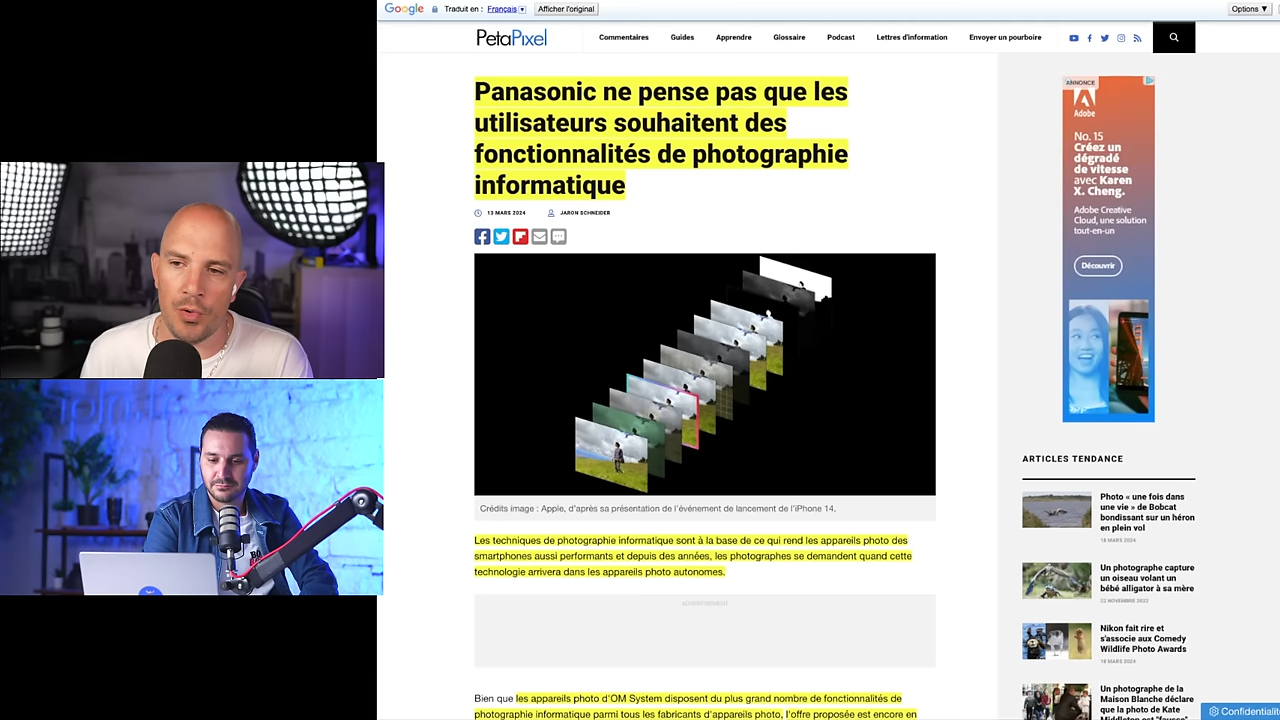 Google Traduit en : Français Afficher l'original Options ▼
PetaPixel Commentaires Guides Apprendre Glossaire Podcast Lettres d'information Envoyer un pourboire
Panasonic ne pense pas que les
utilisateurs souhaitent des
fonctionnalités de photographie
informatique
13 MARS 2024 JARON SCHNEIDER
Crédits image : Apple, d'après sa présentation de l'événement de lancement de l'iPhone 14.
Les techniques de photographie informatique sont à la base de ce qui rend les appareils photo des
smartphones aussi performants et depuis des années, les photographes se demandent quand cette
technologie arrivera dans les appareils photo autonomes.
ADVERTISEMENT
Bien que les appareils photo d'OM System disposent du plus grand nombre de fonctionnalités de
photographie informatique parmi tous les fabricants d'appareils photo, l'offre proposée est encore en
ANNONCE
Adobe
No. 15
Créez un
dégradé
de vitesse
avec Karen
X. Cheng.
Adobe Creative
Cloud, une solution
tout-en-un
Découvrir
ARTICLES TENDANCE
Photo « une fois dans
une vie » de Bobcat
bondissant sur un héron
en plein vol
18 MARS 2024
Un photographe capture
un oiseau volant un
bébé alligator à sa mère
22 NOVEMBRE 2022
Nikon fait rire et
s'associe aux Comedy
Wildlife Photo Awards
18 MARS 2024
Un photographe de la
Maison Blanche déclare
que la photo de Kate
Confidentialit